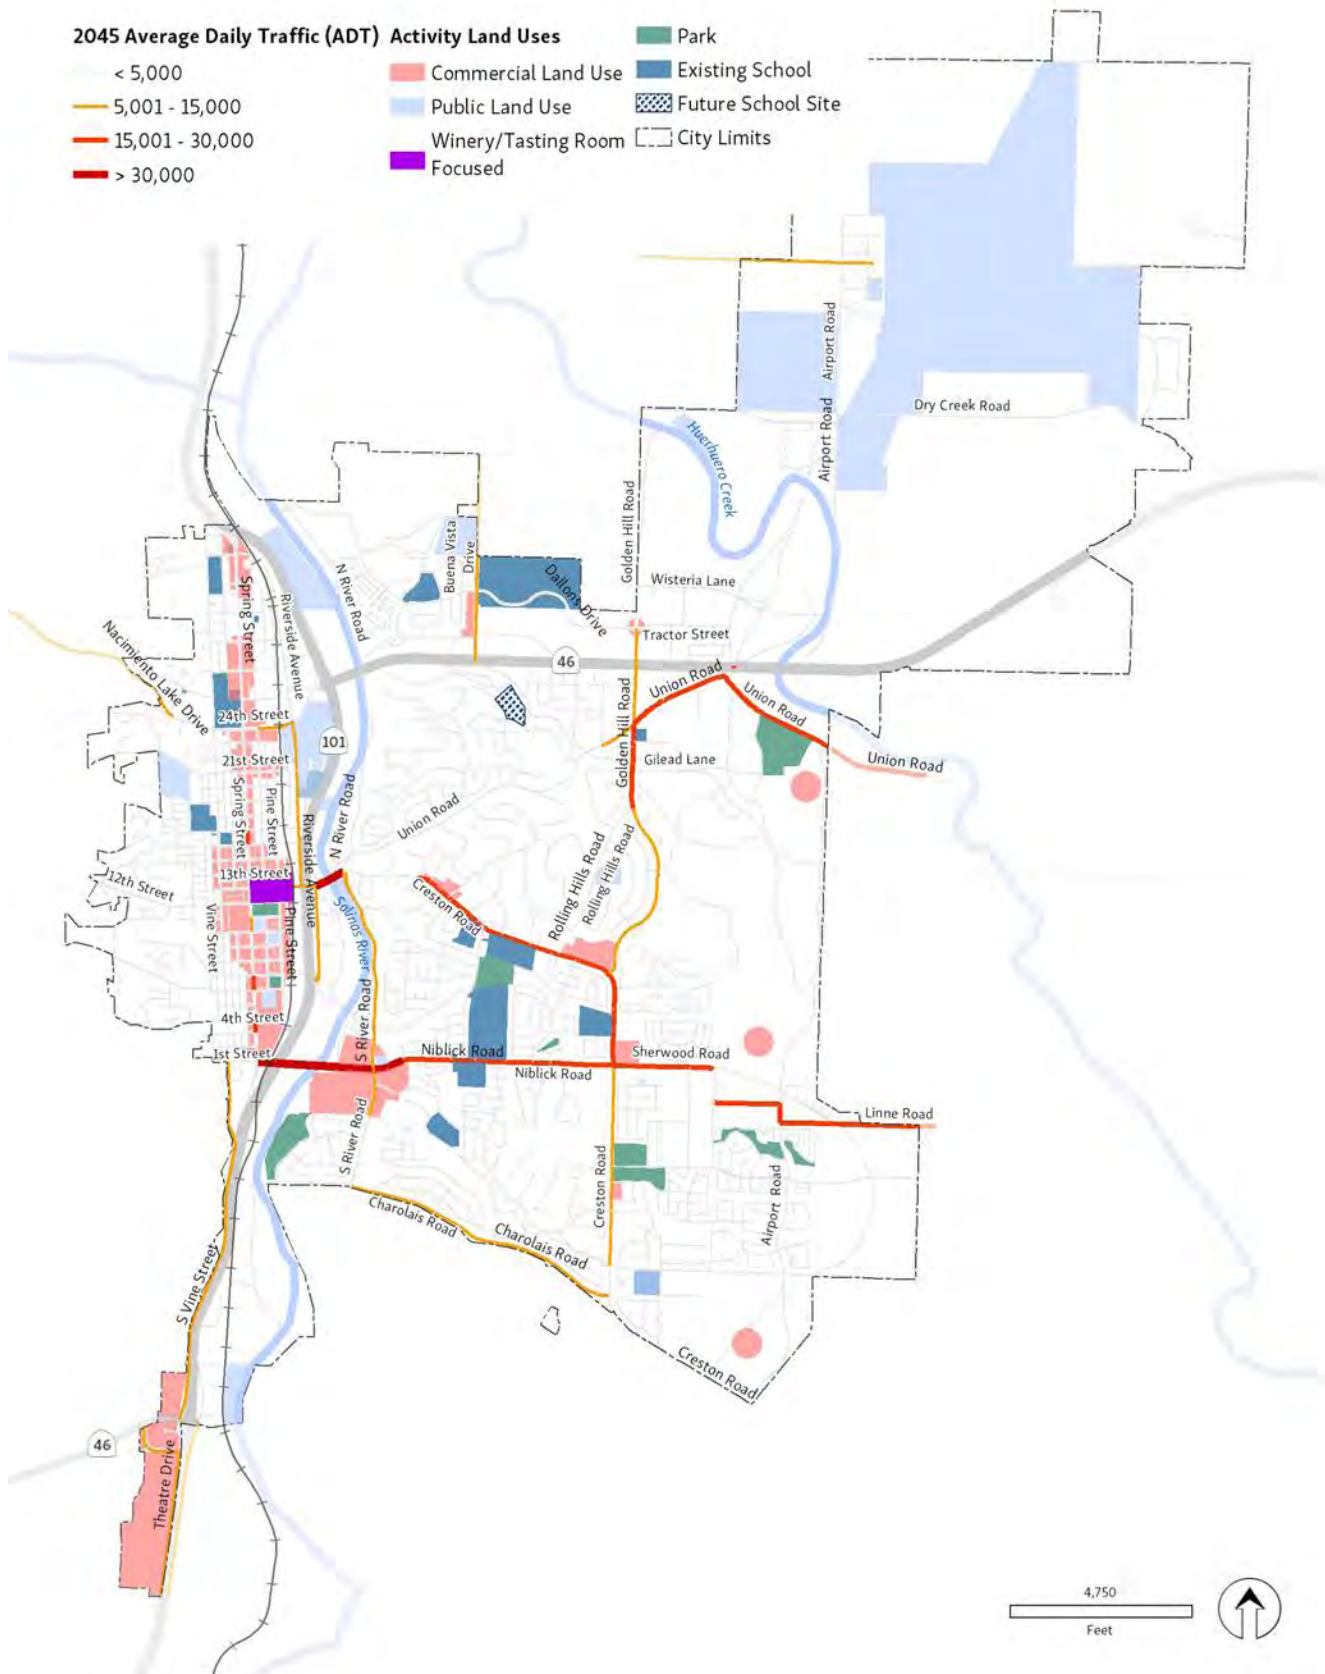 2045 Average Daily Traffic (ADT)
< 5,000
5,001 - 15,000
15,001 - 30,000
> 30,000
Activity Land Uses
Commercial Land Use
Public Land Use
Winery/Tasting Room
Focused
Park
Existing School
Future School Site
City Limits
Airport Road
Dry Creek Road
Airport Road
Huerhuero Creek
Golden Hill Road
Buena Vista
Drive
N River Road
Wisteria Lane
Dallons Drive
Spring Street
Riverside Avenue
Tractor Street
Nacimiento Lake Drive
46
Union Road
Union Road
24th Street
101
Golden Hill Road
21st Street
Gilead Lane
Union Road
Spring Street
Pine Street
N River Road
Union Road
Riverside Avenue
Rolling Hills Road
Rolling Hills Road
13th Street
12th Street
Creston Road
Vine Street
Pine Street
Salinas River
S River Road
4th Street
1st Street
Niblick Road
Sherwood Road
Niblick Road
Linne Road
S River Road
Creston Road
Airport Road
Charolais Road
Charolais Road
S Vine Street
Creston Road
46
Theatre Drive
4,750
Feet